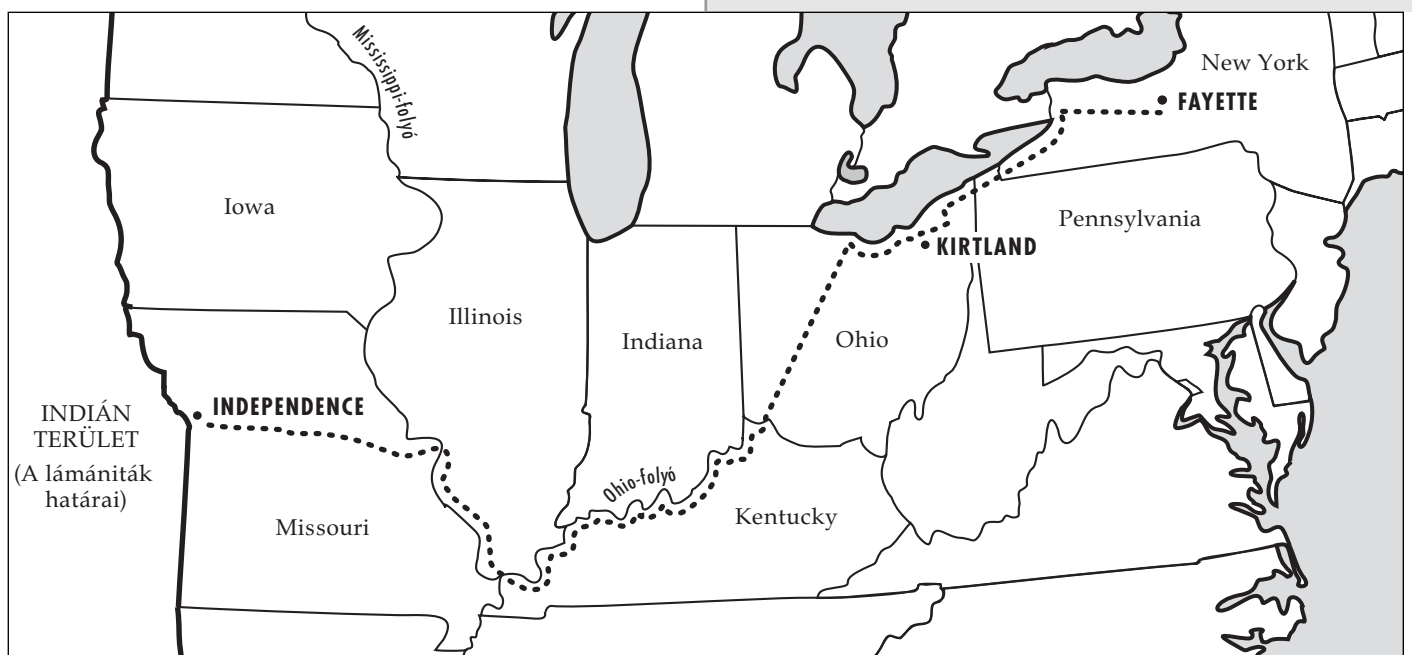 Mississippi-folyó
New York
FAYETTE
Iowa
Pennsylvania
KIRTLAND
Illinois
Indiana
Ohio
INDEPENDENCE
INDIÁN
TERÜLET
(A lámániták
határai)
Ohio-folyó
Missouri
Kentucky